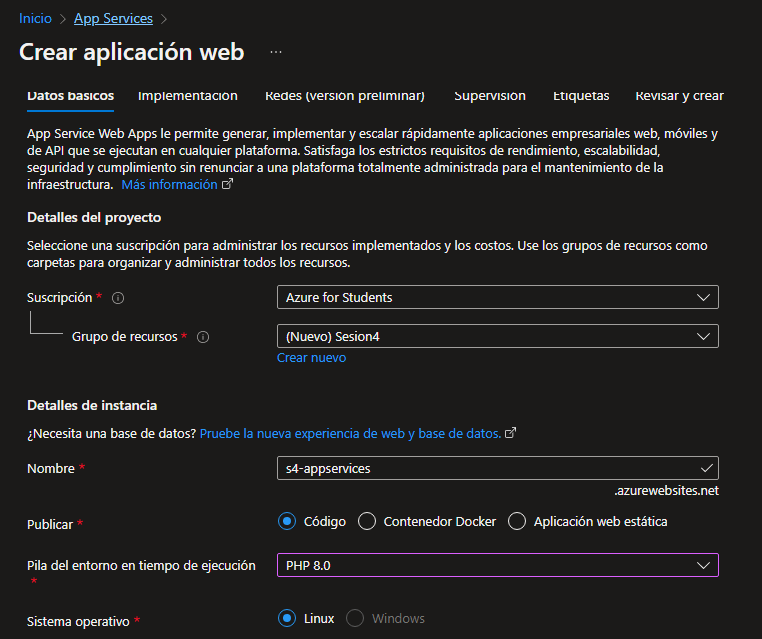 Inicio > App Services >
Crear aplicación web ...
Datos básicos Implementación Redes (versión preliminar) Supervisión Etiquetas Revisar y crear
App Service Web Apps le permite generar, implementar y escalar rápidamente aplicaciones empresariales web, móviles y
de API que se ejecutan en cualquier plataforma. Satisfaga los estrictos requisitos de rendimiento, escalabilidad,
seguridad y cumplimiento sin renunciar a una plataforma totalmente administrada para el mantenimiento de la
infraestructura. Más información
Detalles del proyecto
Seleccione una suscripción para administrar los recursos implementados y los costos. Use los grupos de recursos como
carpetas para organizar y administrar todos los recursos.
Suscripción * Azure for Students
Grupo de recursos * (Nuevo) Sesion4
Crear nuevo
Detalles de instancia
¿Necesita una base de datos? Pruebe la nueva experiencia de web y base de datos.
Nombre * s4-appservices
.azurewebsites.net
Publicar * Código Contenedor Docker Aplicación web estática
Pila del entorno en tiempo de ejecución PHP 8.0
*
Sistema operativo * Linux Windows